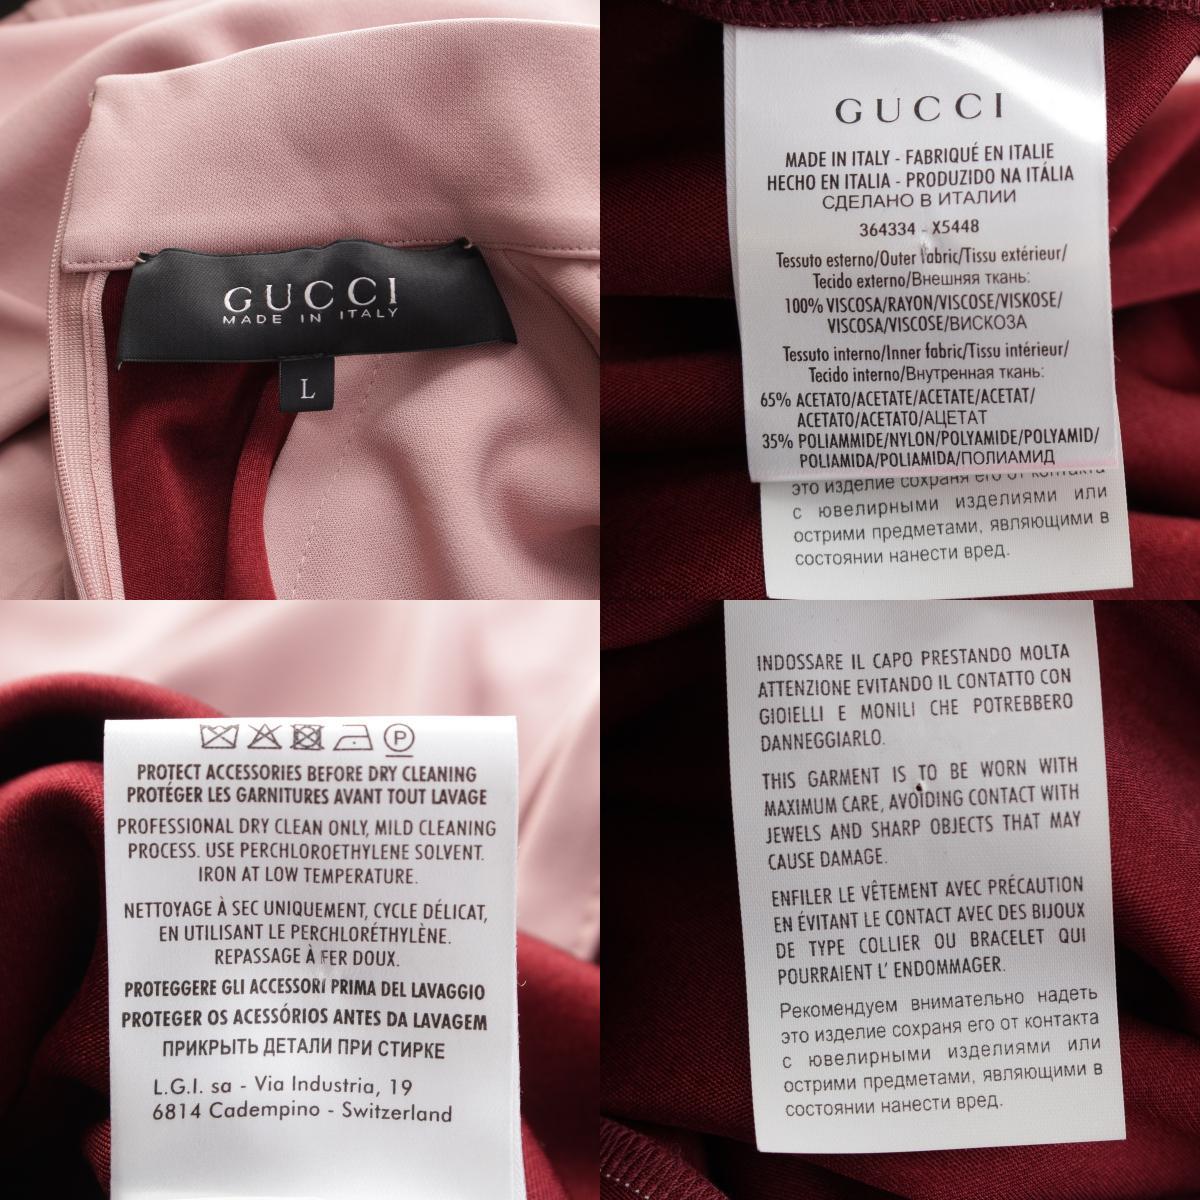 GUCCI
MADE IN ITALY
L
GUCCI
MADE IN ITALY - FABRIQUÉ EN ITALIE
HECHO EN ITALIA - PRODUZIDO NA ITÁLIA
СДЕЛАНО В ИТАЛИИ
364334 - X5448
Tessuto esterno/Outer fabric/Tissu extérieur/
Tecido externo/Внешняя ткань:
100% VISCOSA/RAYON/VISCOSE/VISKOSE/
VISCOSA/VISCOSE/ВИСКОЗА
Tessuto interno/Inner fabric/Tissu intérieur/
Tecido interno/Внутренная ткань:
65% ACETATO/ACETATE/ACETATE/ACETAT/
ACETATO/ACETATO/АЦЕТАТ
35% POLIAMMIDE/NYLON/POLYAMIDE/POLYAMID/
POLIAMIDA/POLIAMIDA/ПОЛИАМИД
это изделие сохраня его от контакта
с ювелирными изделиями или
острими предметами, являющими в
состоянии нанести вред.
P
PROTECT ACCESSORIES BEFORE DRY CLEANING
PROTÉGER LES GARNITURES AVANT TOUT LAVAGE
PROFESSIONAL DRY CLEAN ONLY, MILD CLEANING
PROCESS. USE PERCHLOROETHYLENE SOLVENT.
IRON AT LOW TEMPERATURE.
NETTOYAGE À SEC UNIQUEMENT, CYCLE DÉLICAT,
EN UTILISANT LE PERCHLORÉTHYLÈNE.
REPASSAGE À FER DOUX.
PROTEGGERE GLI ACCESSORI PRIMA DEL LAVAGGIO
PROTEGER OS ACESSÓRIOS ANTES DA LAVAGEM
ПРИКРЫТЬ ДЕТАЛИ ПРИ СТИРКЕ
L.G.I. sa - Via Industria, 19
6814 Cadempino - Switzerland
INDOSSARE IL CAPO PRESTANDO MOLTA
ATTENZIONE EVITANDO IL CONTATTO CON
GIOIELLI E MONILI CHE POTREBBERO
DANNEGGIARLO.
THIS GARMENT IS TO BE WORN WITH
MAXIMUM CARE, AVOIDING CONTACT WITH
JEWELS AND SHARP OBJECTS THAT MAY
CAUSE DAMAGE.
ENFILER LE VÊTEMENT AVEC PRÉCAUTION
EN ÉVITANT LE CONTACT AVEC DES BIJOUX
DE TYPE COLLIER OU BRACELET QUI
POURRAIENT L' ENDOMMAGER.
Рекомендуем внимательно надеть
это изделие сохраня его от контакта
с ювелирными изделиями или
острими предметами, являющими в
состоянии нанести вред.